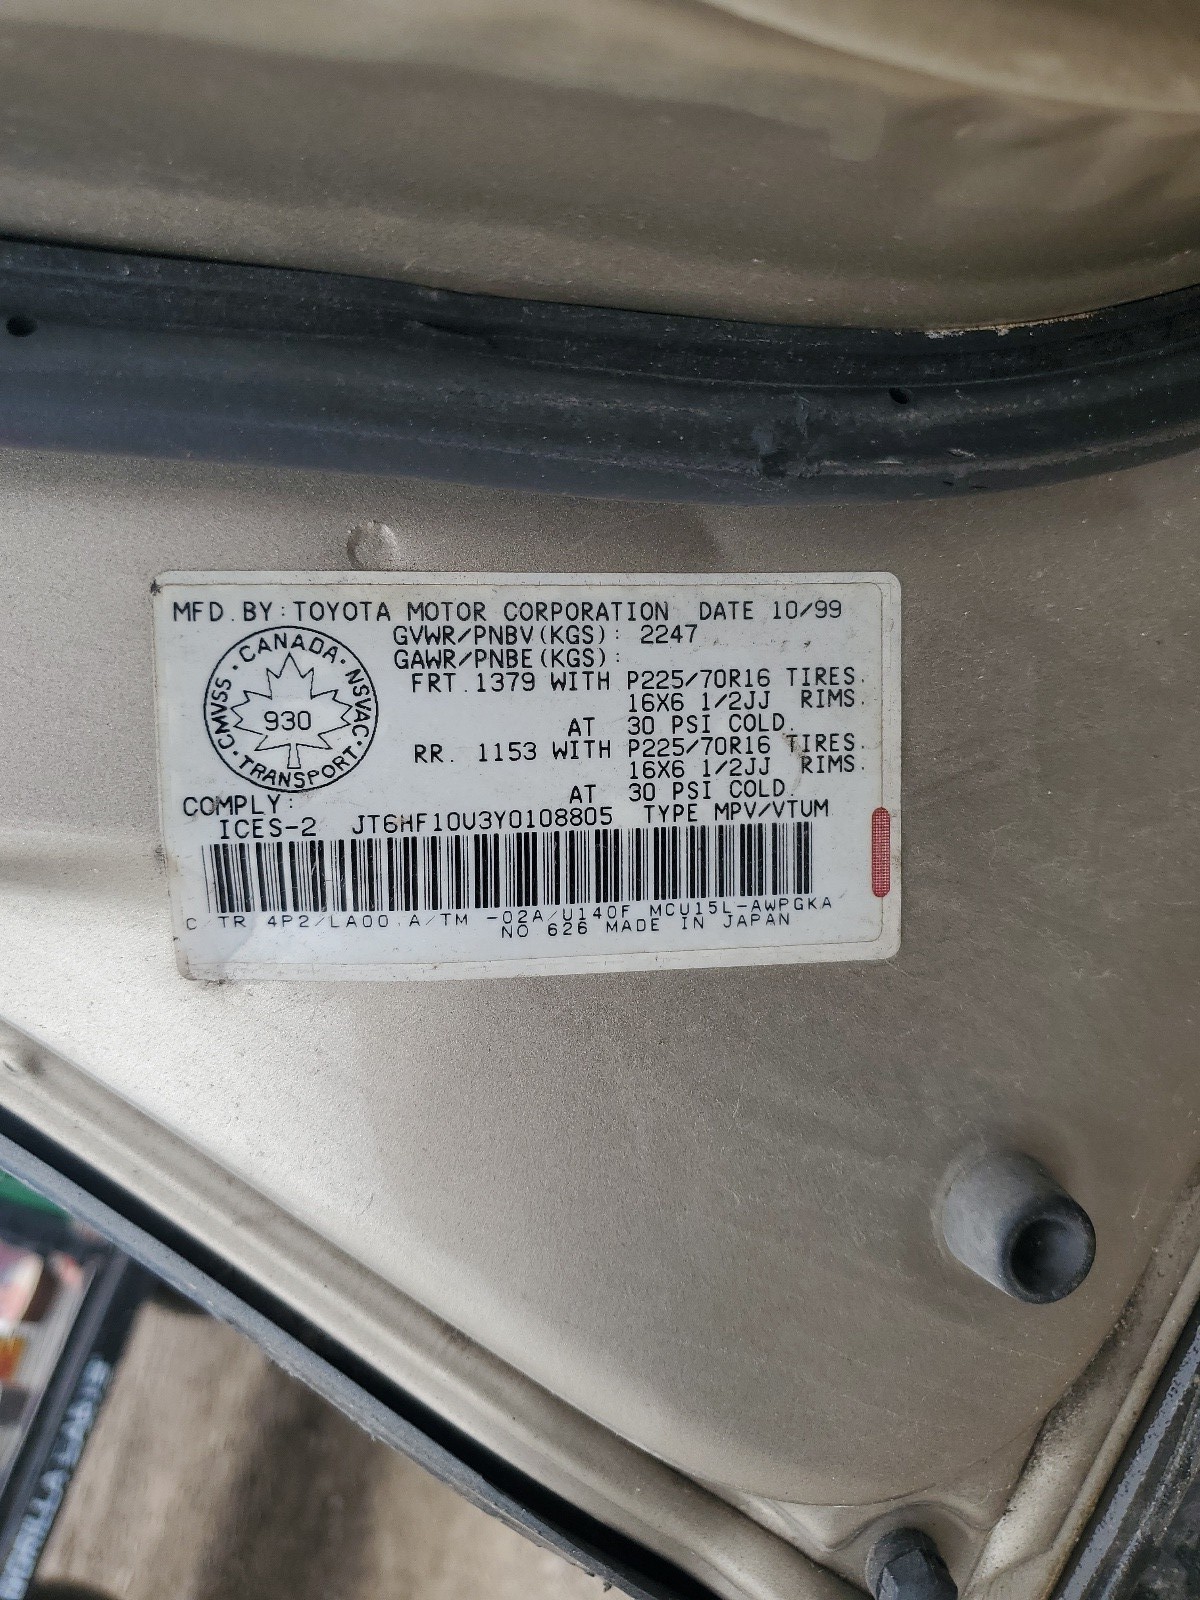 MFD. BY: TOYOTA MOTOR CORPORATION DATE 10/99
GVWR/PNBV(KGS): 2247
GAWR/PNBE(KGS):
FRT. 1379 WITH P225/70R16 TIRES.
16X6 1/2JJ RIMS.
AT 30 PSI COLD.
RR. 1153 WITH P225/70R16 TIRES.
16X6 1/2JJ RIMS.
AT 30 PSI COLD.
CANADA · NSVAC · TRANSPORT · CMVSS ·
930
COMPLY:
ICES-2 JT6HF10U3Y0108805 TYPE MPV/VTUM
C/TR 4P2/LA00 A/TM -02A/U140F MCU15L-AWPGKA
NO 626 MADE IN JAPAN